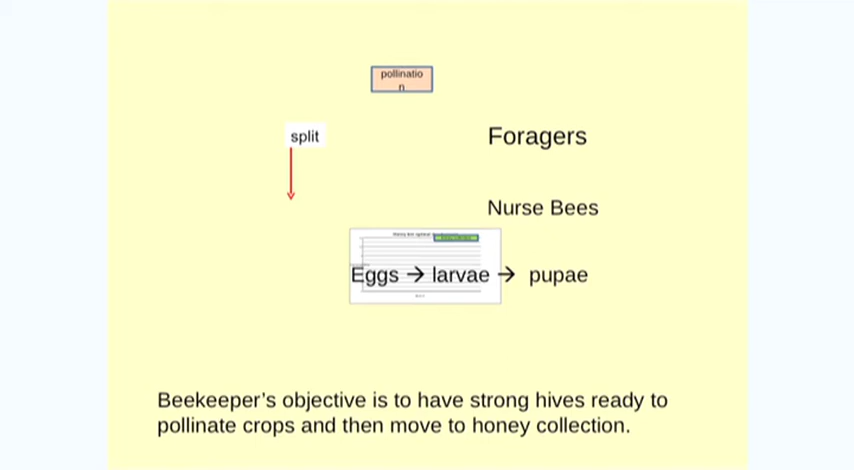 pollinatio
n
split
Foragers
Nurse Bees
Eggs → larvae → pupae
Beekeeper's objective is to have strong hives ready to
pollinate crops and then move to honey collection.